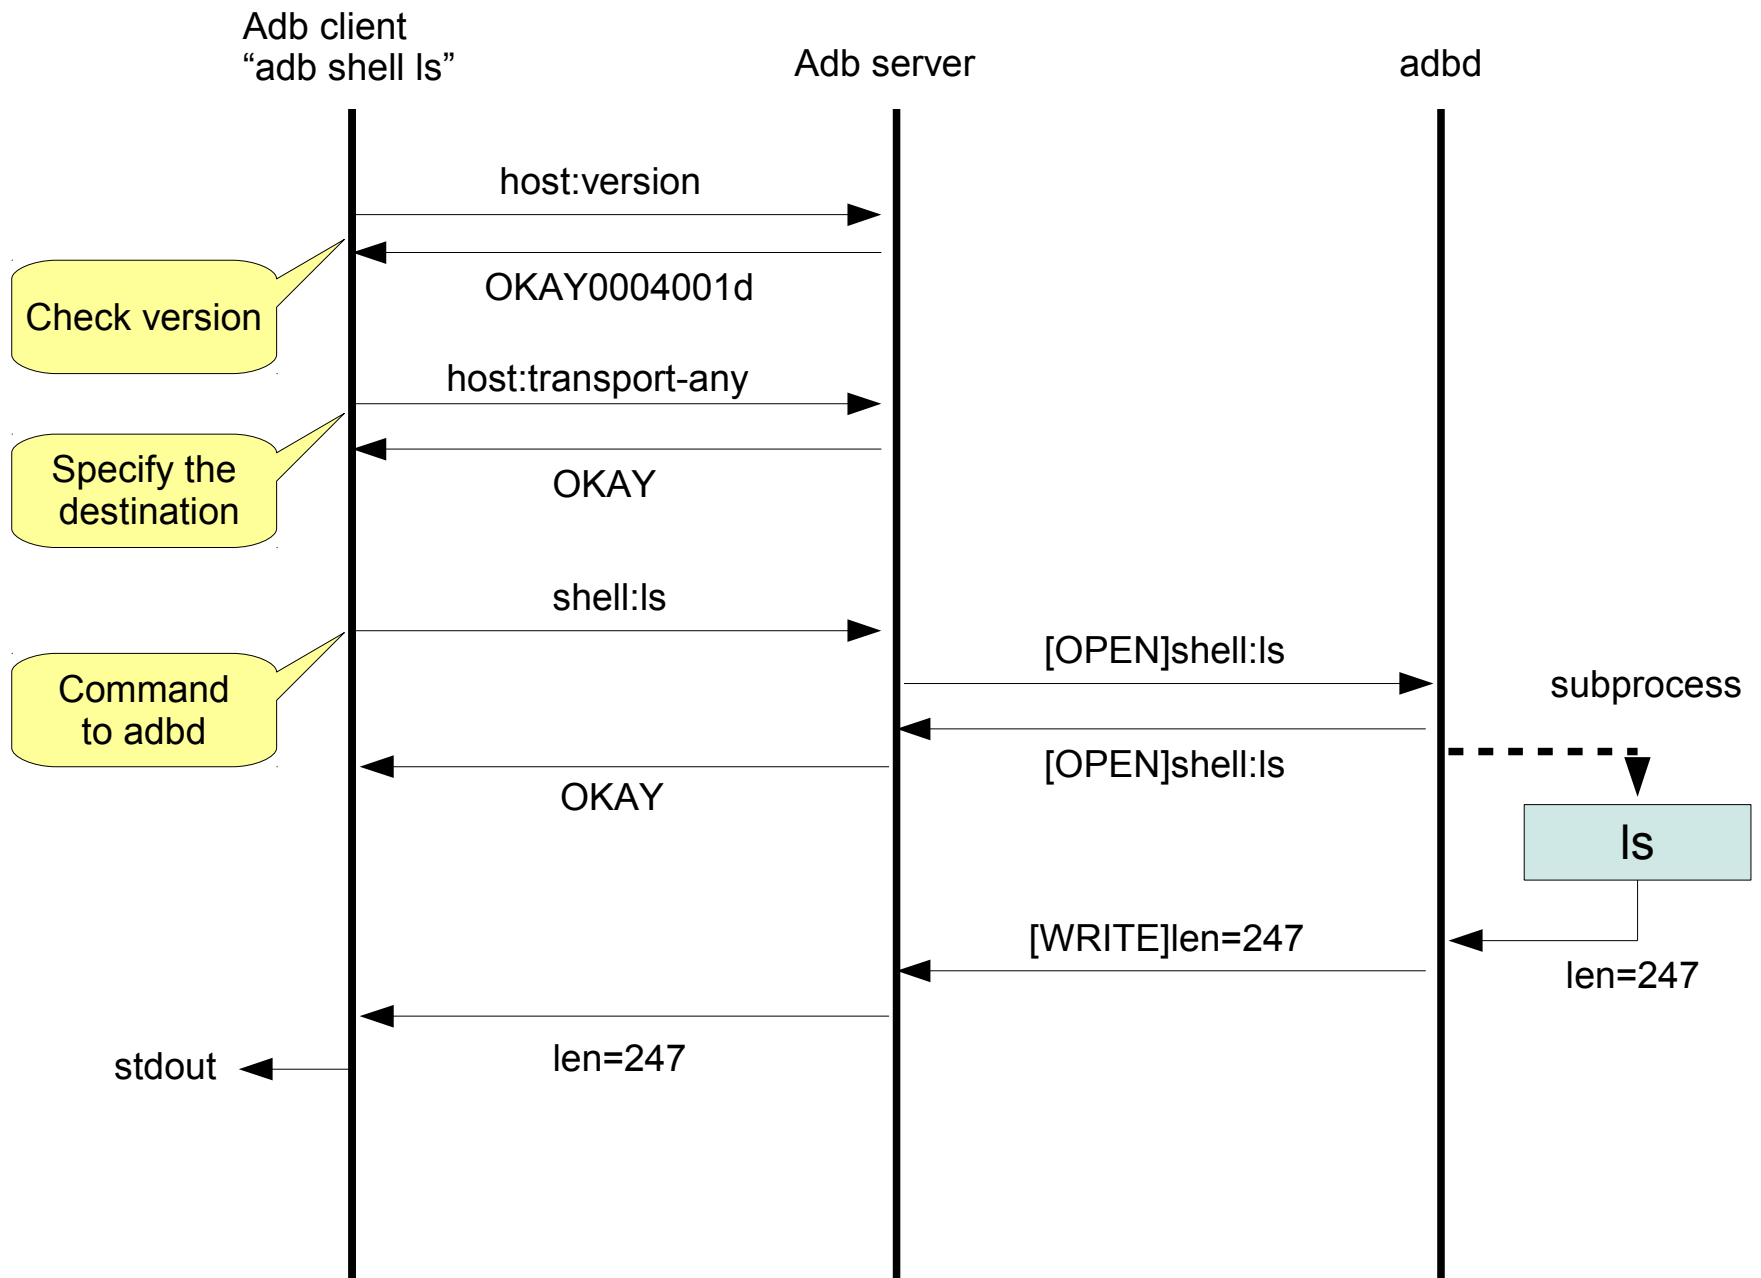 Adb client
“adb shell ls”
Adb server
adbd
host:version
OKAY0004001d
Check version
host:transport-any
Specify the
destination
OKAY
shell:ls
[OPEN]shell:ls
Command
to adbd
subprocess
[OPEN]shell:ls
OKAY
ls
[WRITE]len=247
len=247
len=247
stdout